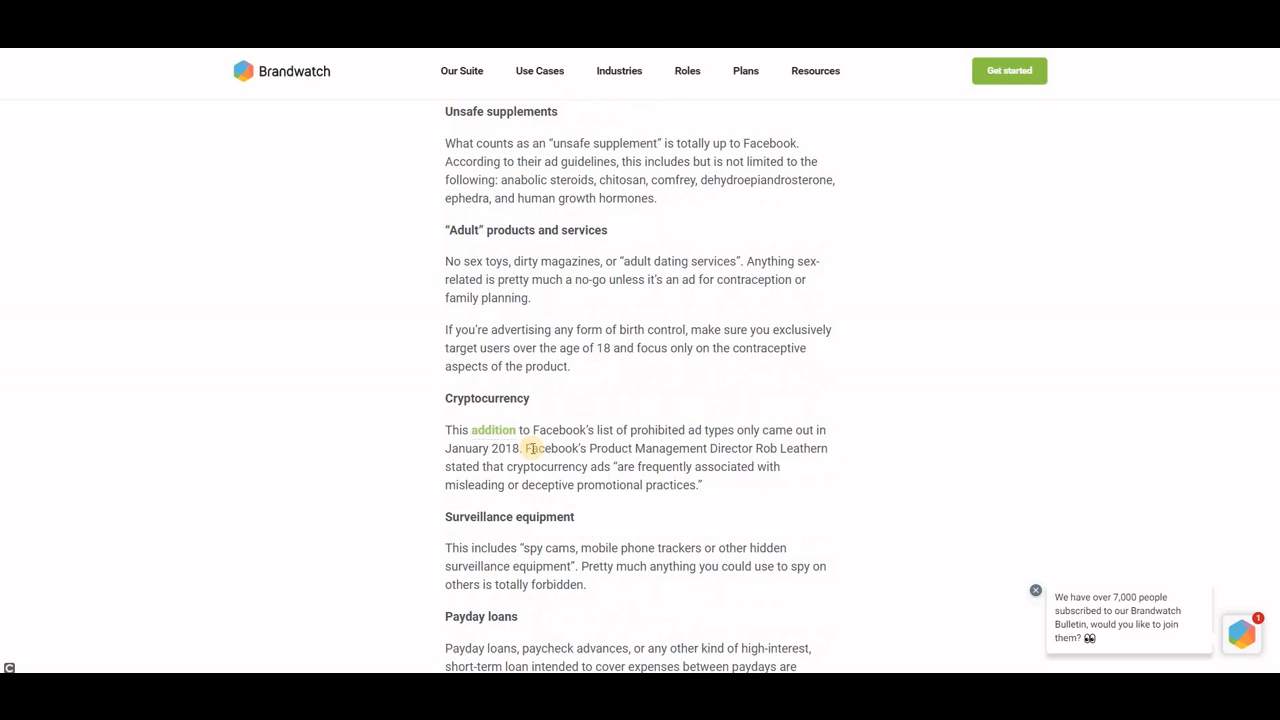 Brandwatch
Our Suite Use Cases Industries Roles Plans Resources
Get started
Unsafe supplements
What counts as an “unsafe supplement” is totally up to Facebook.
According to their ad guidelines, this includes but is not limited to the
following: anabolic steroids, chitosan, comfrey, dehydroepiandrosterone,
ephedra, and human growth hormones.
“Adult” products and services
No sex toys, dirty magazines, or “adult dating services”. Anything sex-
related is pretty much a no-go unless it’s an ad for contraception or
family planning.
If you’re advertising any form of birth control, make sure you exclusively
target users over the age of 18 and focus only on the contraceptive
aspects of the product.
Cryptocurrency
This addition to Facebook’s list of prohibited ad types only came out in
January 2018. Facebook’s Product Management Director Rob Leathern
stated that cryptocurrency ads “are frequently associated with
misleading or deceptive promotional practices.”
Surveillance equipment
This includes “spy cams, mobile phone trackers or other hidden
surveillance equipment”. Pretty much anything you could use to spy on
others is totally forbidden.
Payday loans
Payday loans, paycheck advances, or any other kind of high-interest,
short-term loan intended to cover expenses between paydays are
We have over 7,000 people
subscribed to our Brandwatch
Bulletin, would you like to join
them? 👀
1